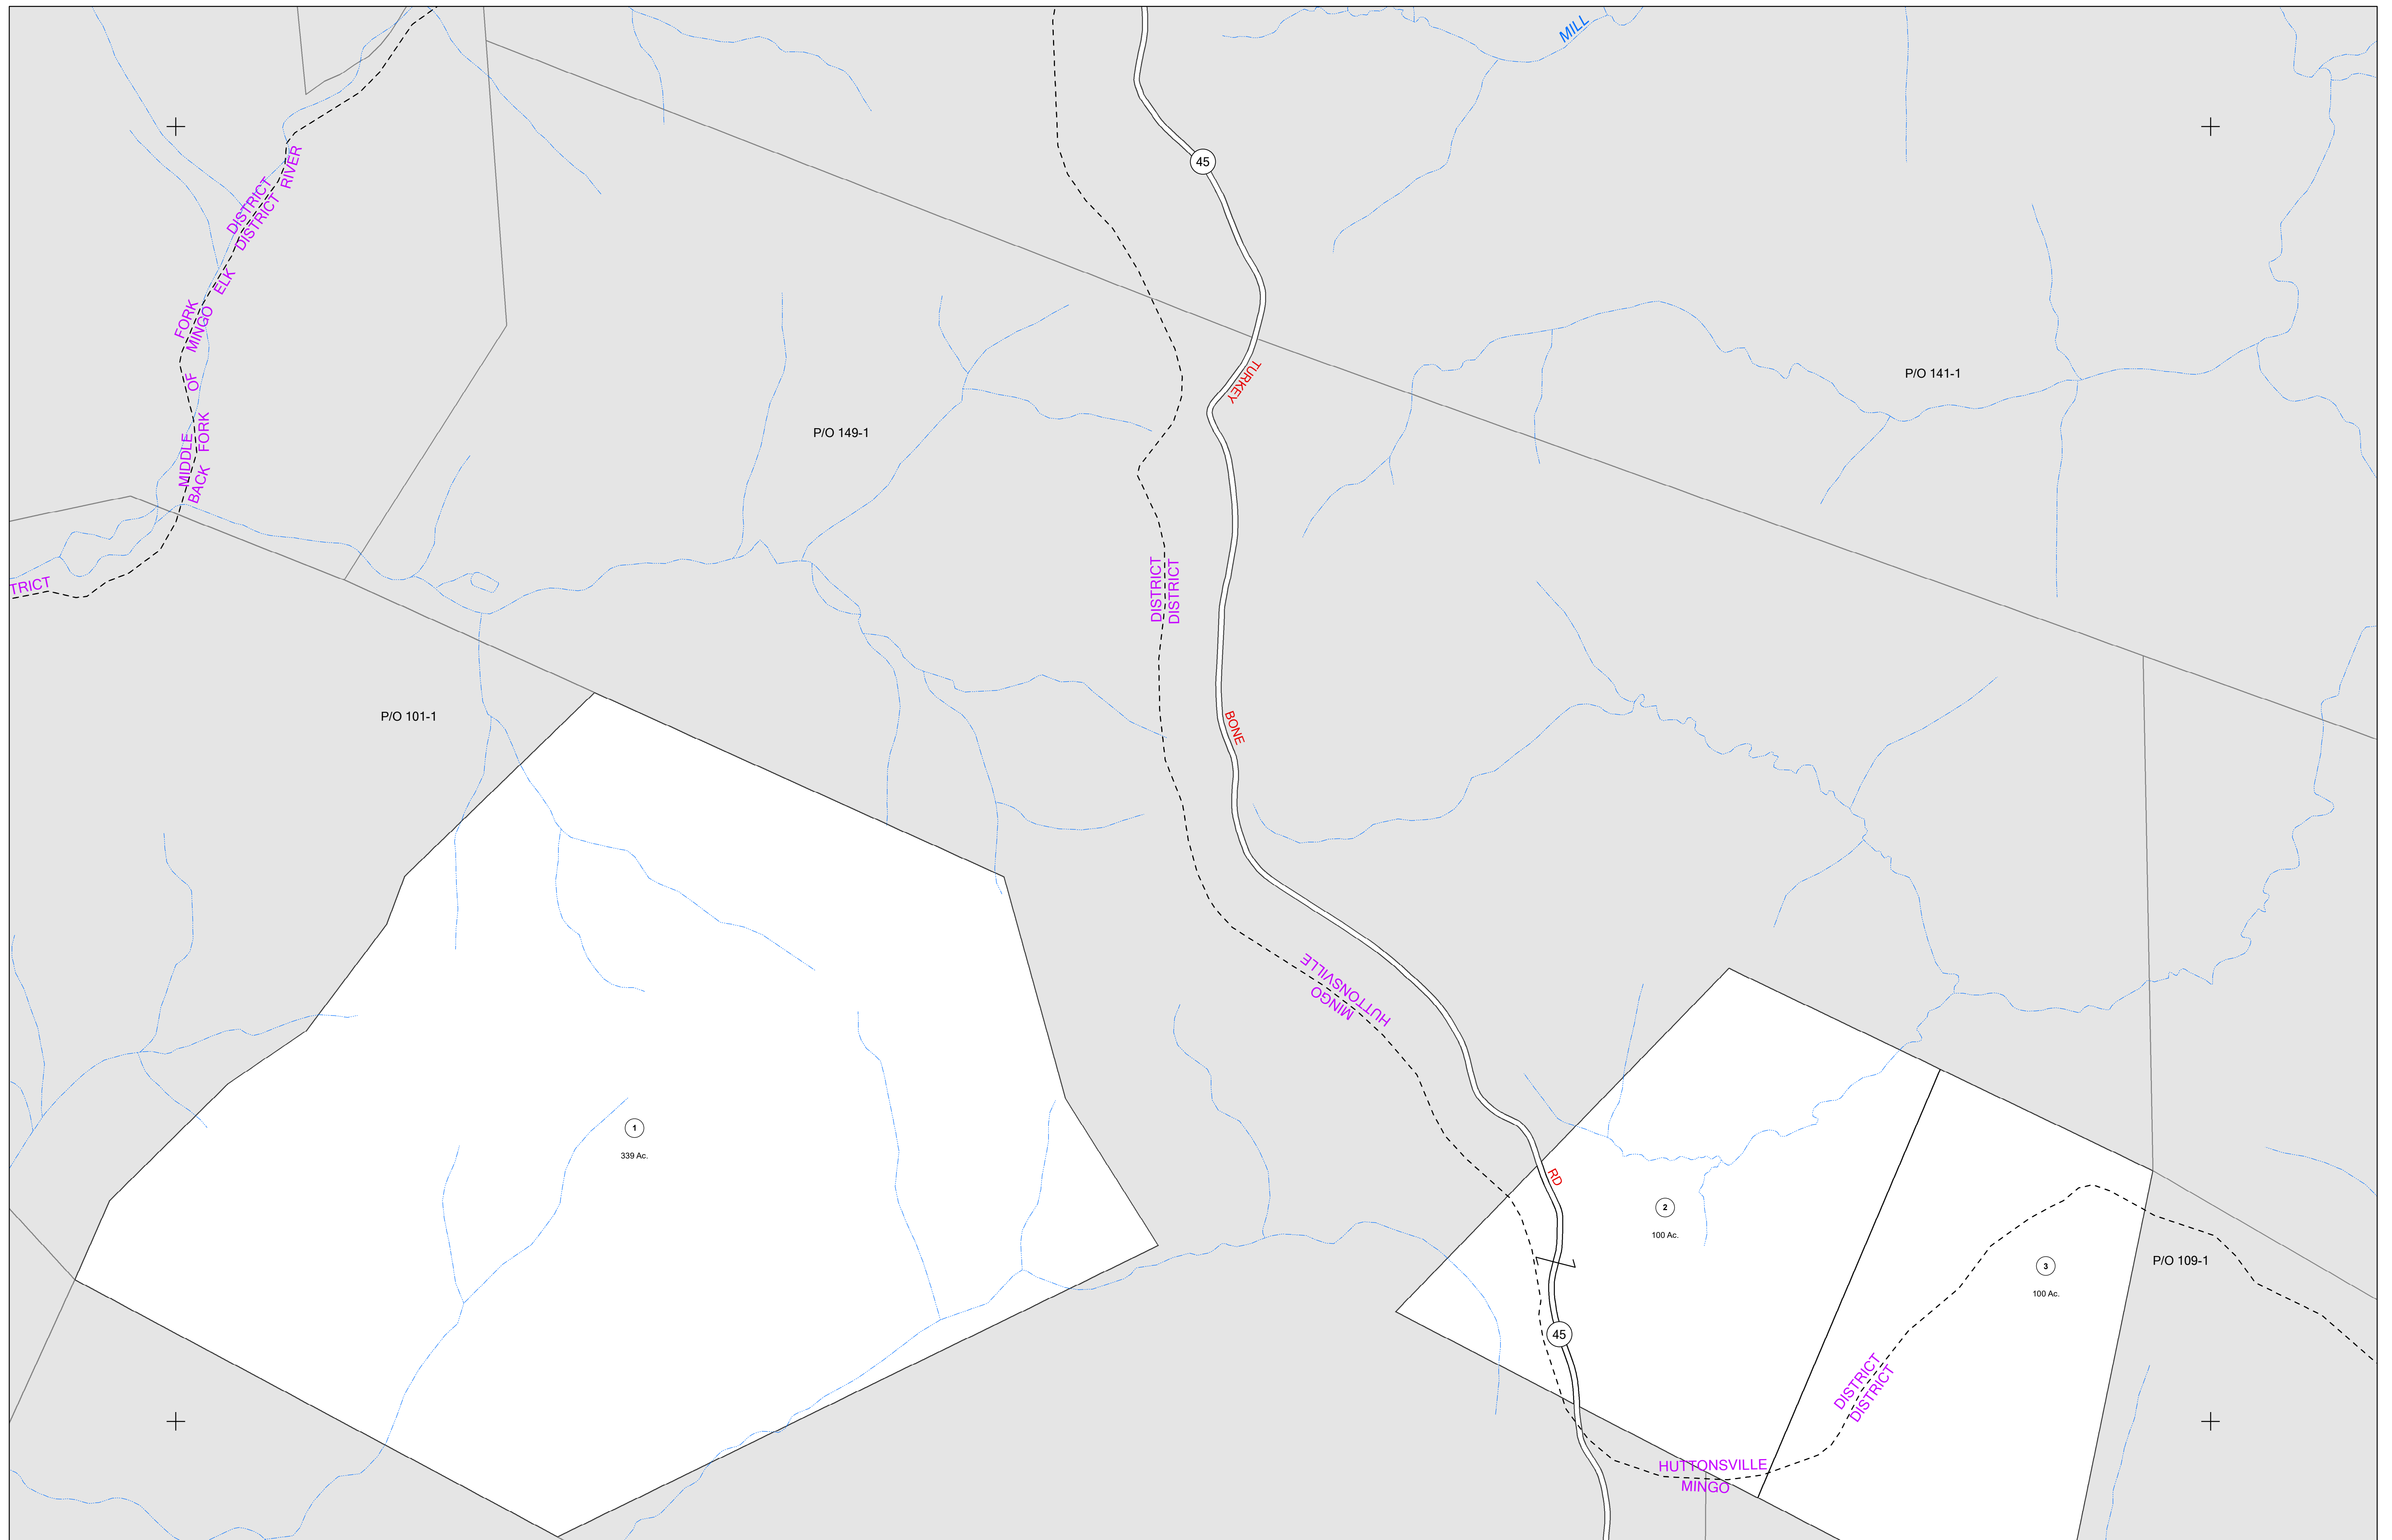 MILL
45
DISTRICT
DISTRICT
RIVER
FORK
MINGO
ELK
OF
MIDDLE
FORK
BACK
TRICT
TURKEY
P/O 141-1
P/O 149-1
DISTRICT
DISTRICT
P/O 101-1
BONE
HUTTONSVILLE
MINGO
1
339 Ac.
RD
2
100 Ac.
3
100 Ac.
P/O 109-1
45
DISTRICT
DISTRICT
HUTTONSVILLE
MINGO